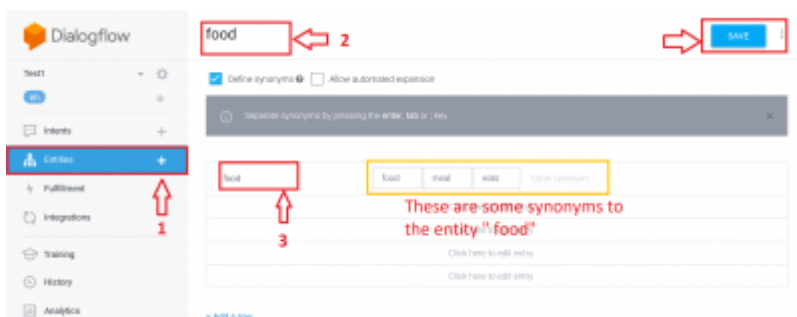 Dialogflow
food
2
SAVE
Test1
Define synonyms
Allow automated expansion
en
Separate synonyms by pressing the enter, tab or ; key.
Intents
Entities
food
food
meal
eats
Enter synonym
Fulfillment
These are some synonyms to
the entity " food"
1
3
Integrations
Click here to edit entry
Training
Click here to edit entry
History
Analytics
+ Add a row